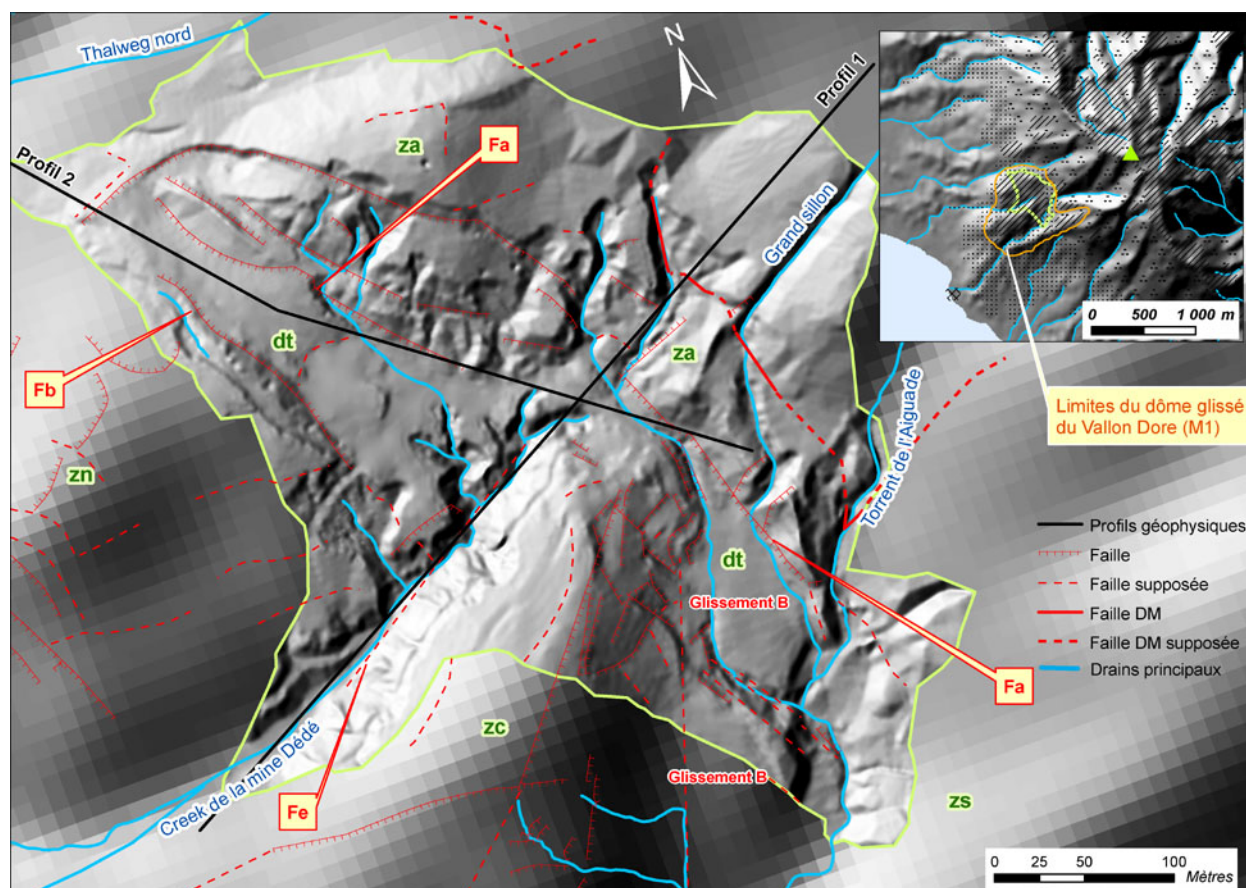 Thalweg nord
N
Profil 1
za
Fa
Profil 2
Grand sillon
0 500 1 000 m
Limites du dôme glissé
du Vallon Dore (M1)
za
dt
Fb
Torrent de l'Aiguade
zn
Profils géophysiques
Faille
Faille supposée
Faille DM
Faille DM supposée
Drains principaux
dt
Glissement B
Fa
zc
Creek de la mine Dédé
Glissement B
Fe
zs
0 25 50 100
Mètres